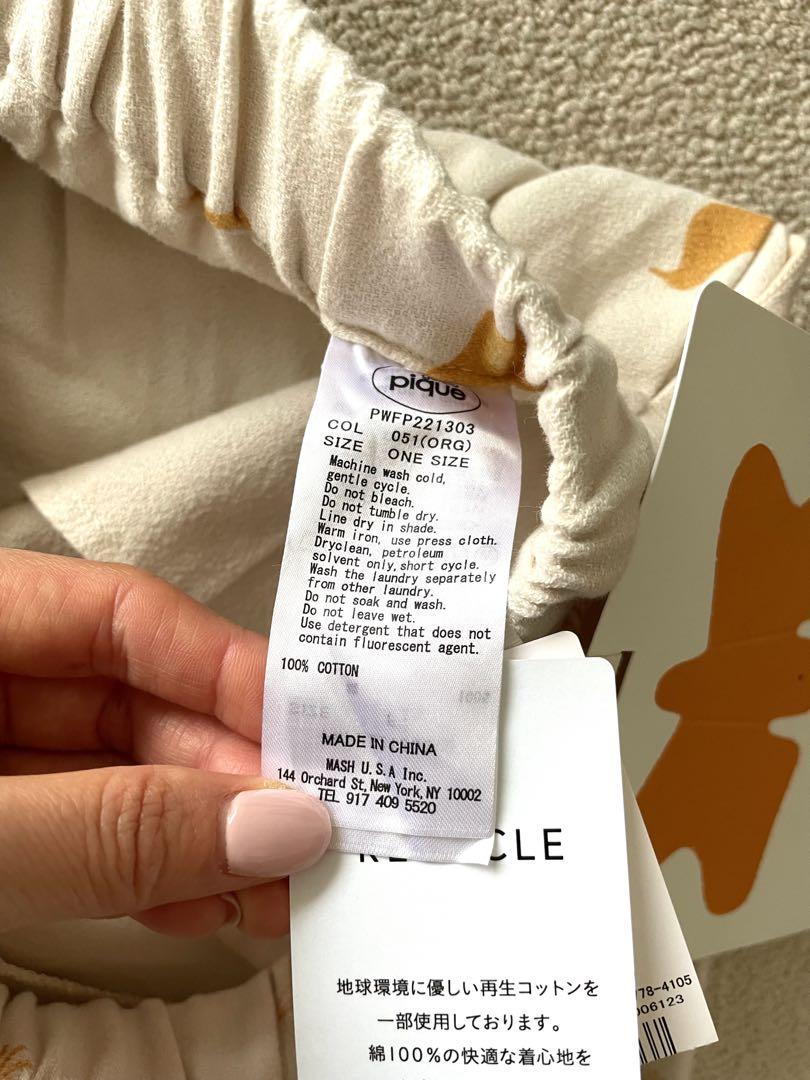 piqué
PWFP221303
COL 051(ORG)
SIZE ONE SIZE
Machine wash cold,
gentle cycle.
Do not bleach.
Do not tumble dry.
Line dry in shade.
Warm iron, use press cloth.
Dryclean, petroleum
solvent only,short cycle.
Wash the laundry separately
from other laundry.
Do not soak and wash.
Do not leave wet.
Use detergent that does not
contain fluorescent agent.
100% COTTON
MADE IN CHINA
MASH U.S.A Inc.
144 Orchard St, New York, NY 10002
TEL 917 409 5520
CLE
地球環境に優しい再生コットンを
一部使用しております。
綿100%の快適な着心地を
778-4105
006123